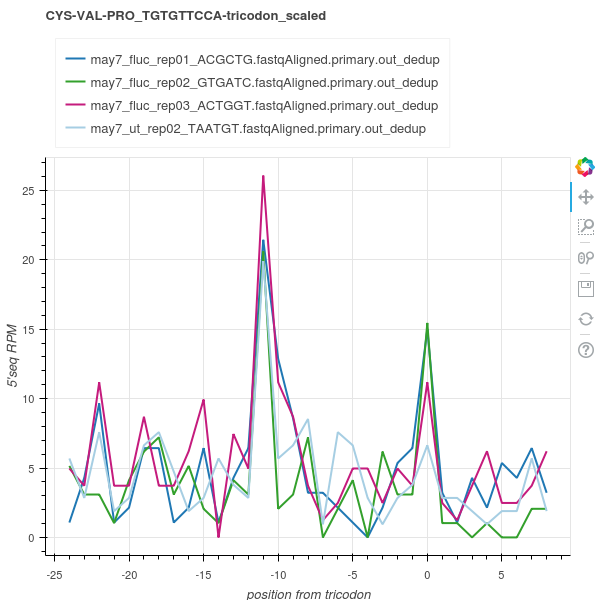 CYS-VAL-PRO_TGTGTTCCA-tricodon_scaled
may7_fluc_rep01_ACGCTG.fastqAligned.primary.out_dedup
may7_fluc_rep02_GTGATC.fastqAligned.primary.out_dedup
may7_fluc_rep03_ACTGGT.fastqAligned.primary.out_dedup
may7_ut_rep02_TAATGT.fastqAligned.primary.out_dedup
25
20
15
10
5
0
5'seq RPM
-25 -20 -15 -10 -5 0 5
position from tricodon